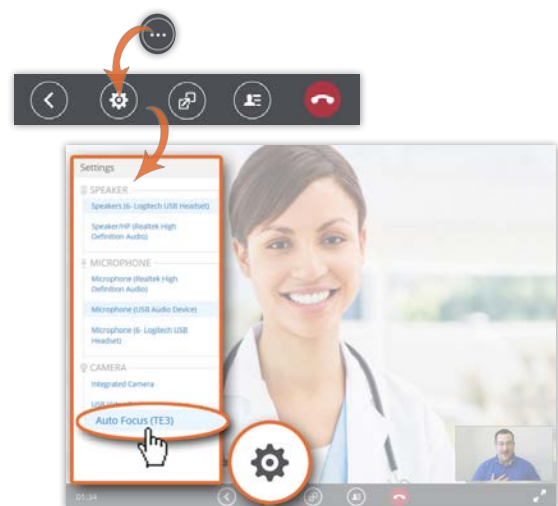 Settings
SPEAKER
Speakers (6- Logitech USB Headset)
Speaker/HP (Realtek High
Definition Audio)
MICROPHONE
Microphone (Realtek High
Definition Audio)
Microphone (USB Audio Device)
Microphone (6- Logitech USB
Headset)
CAMERA
Integrated Camera
Auto Focus (TE3)
01:34